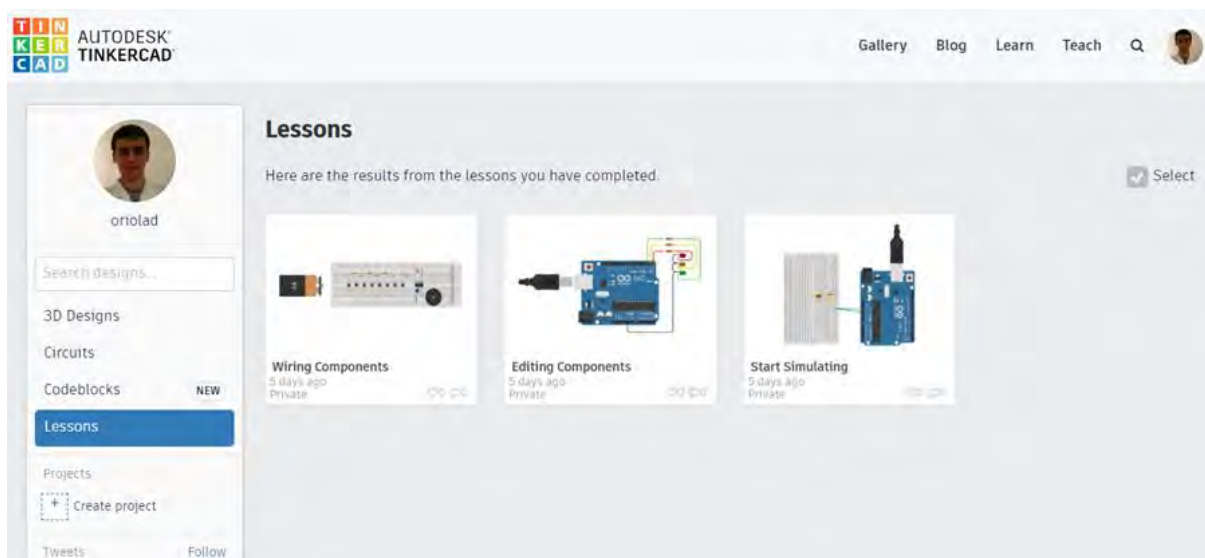 TIN
KER
CAD
AUTODESK®
TINKERCAD®
Gallery Blog Learn Teach
oriolad
Search designs...
3D Designs
Circuits
Codeblocks NEW
Lessons
Projects
+ Create project
Tweets Follow
Lessons
Here are the results from the lessons you have completed.
Select
Wiring Components
5 days ago
Private
Editing Components
5 days ago
Private
Start Simulating
5 days ago
Private